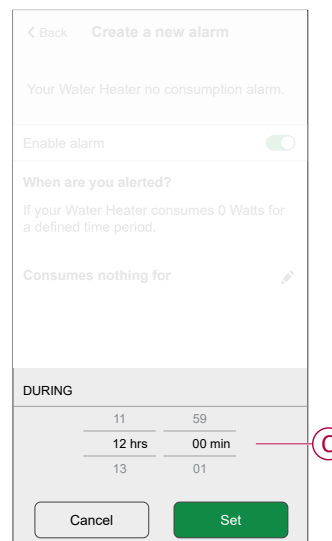 Back Create a new alarm
Your Water Heater no consumption alarm.
Enable alarm
When are you alerted?
If your Water Heater consumes 0 Watts for
a defined time period.
Consumes nothing for
DURING
11 59
12 hrs 00 min
13 01
Cancel Set